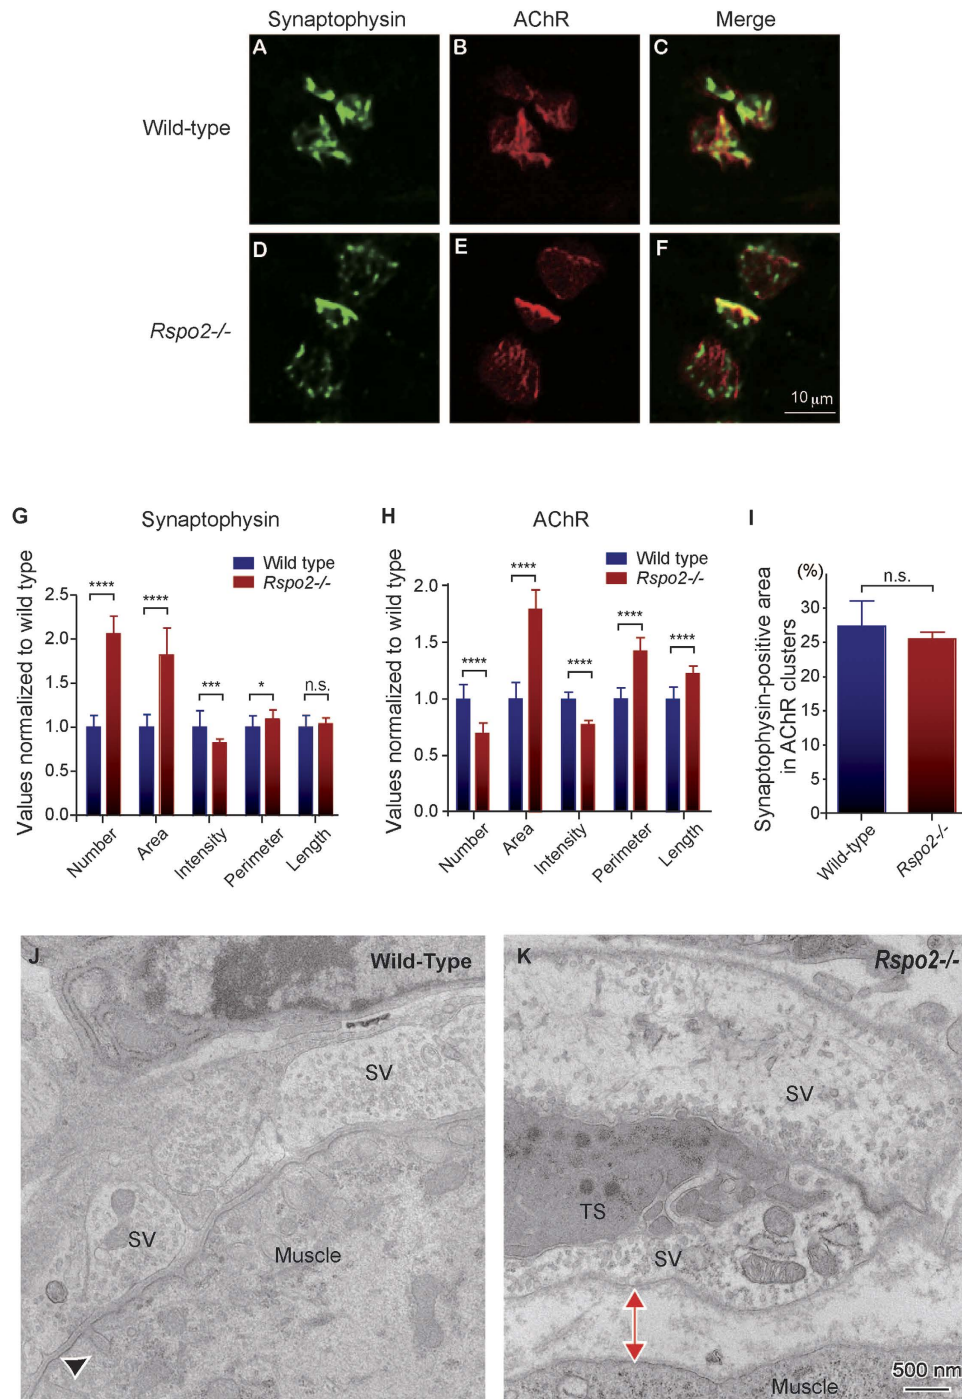 Synaptophysin AChR Merge
Wild-type
A B C
Rspo2-/-
D E F
10 μm
G Synaptophysin
Wild type
Rspo2-/-
Values normalized to wild type
2.5
2.0
1.5
1.0
0.5
0.0
**** **** *** * n.s.
Number Area Intensity Perimeter Length
H AChR
Wild type
Rspo2-/-
Values normalized to wild type
2.0
1.5
1.0
0.5
0.0
**** **** **** **** ****
Number Area Intensity Perimeter Length
I
(%)
n.s.
Synaptophysin-positive area
in AChR clusters
30
25
20
15
10
5
0
Wild-type Rspo2-/-
J Wild-Type
SV
SV
Muscle
K Rspo2-/-
SV
TS
SV
500 nm
Muscle